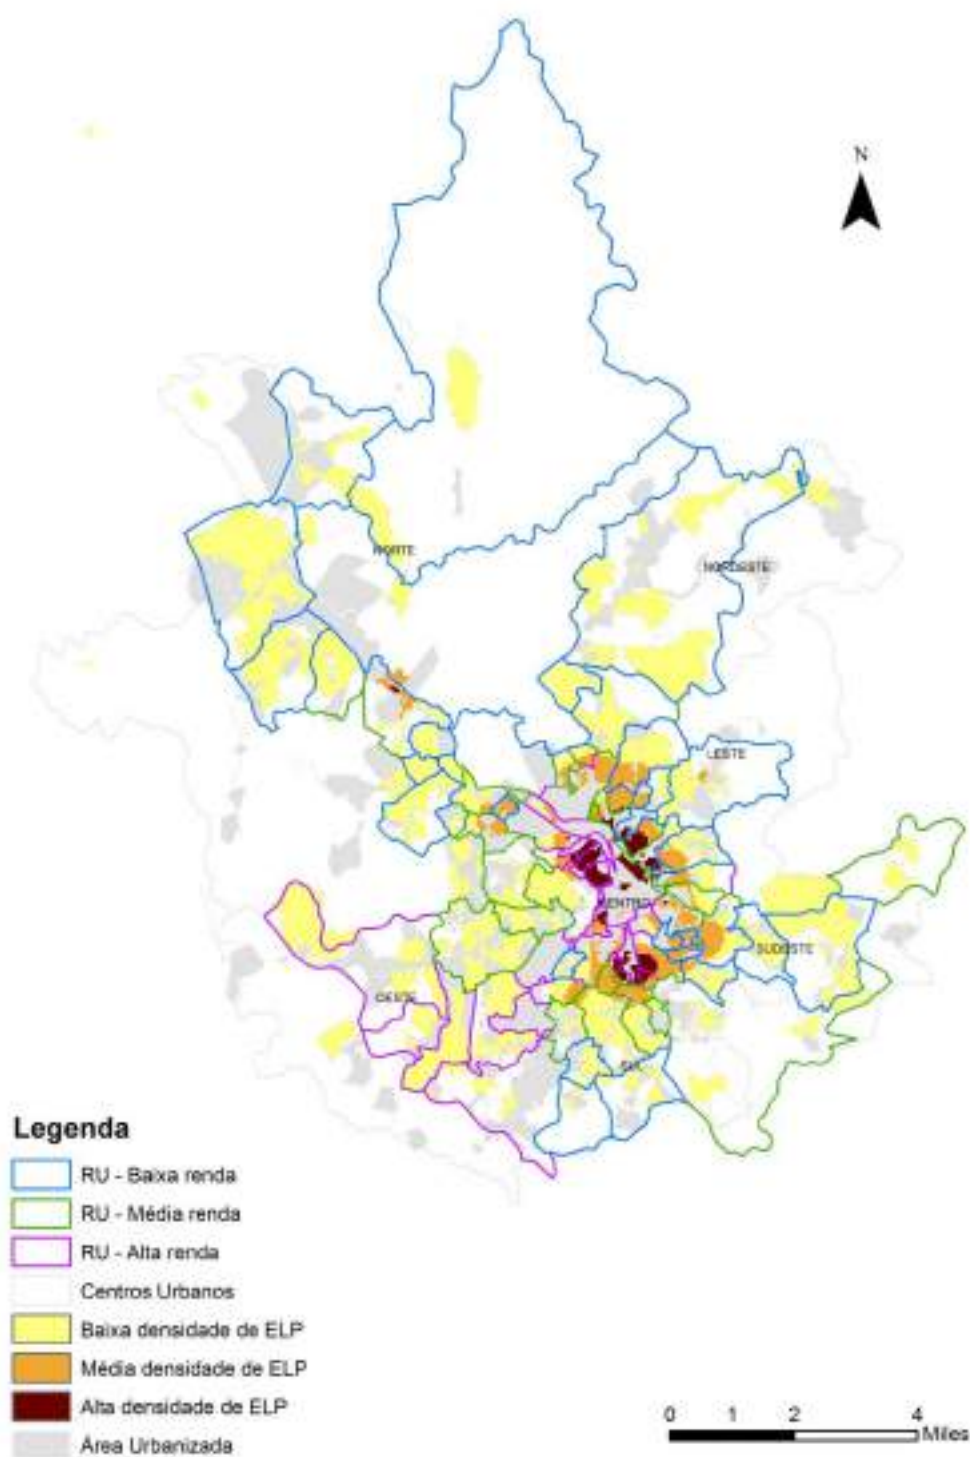 N
NORTE
NORDESTE
LESTE
CENTRO
SUDESTE
OESTE
SUL
Legenda
RU - Baixa renda
RU - Média renda
RU - Alta renda
Centros Urbanos
Baixa densidade de ELP
Média densidade de ELP
Alta densidade de ELP
Área Urbanizada
0 1 2 4
Miles